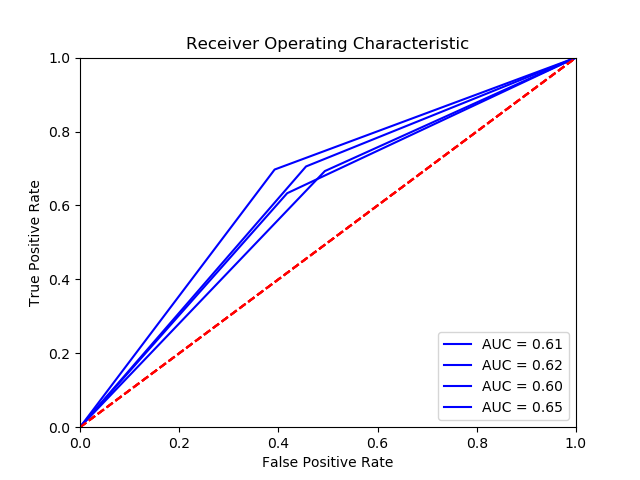 Receiver Operating Characteristic
True Positive Rate
1.0
0.8
0.6
0.4
0.2
0.0
AUC = 0.61
AUC = 0.62
AUC = 0.60
AUC = 0.65
0.0 0.2 0.4 0.6 0.8 1.0
False Positive Rate